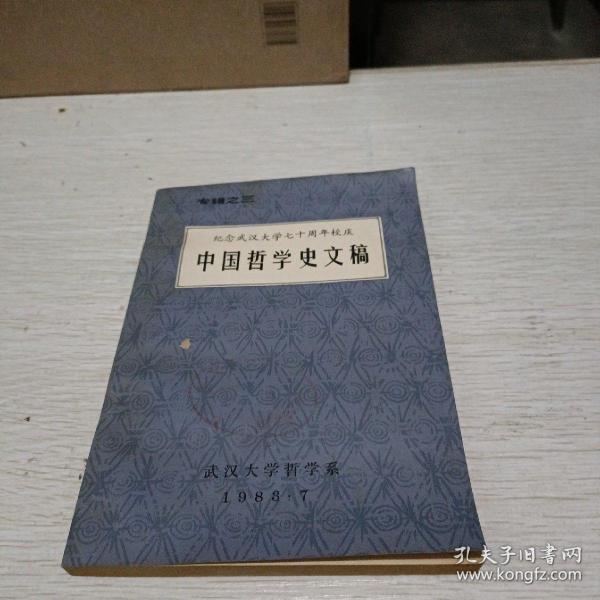 专辑之三
纪念武汉大学七十周年校庆
中国哲学史文稿
武汉大学哲学系
1983·7
孔夫子旧书网
www.kongfz.com